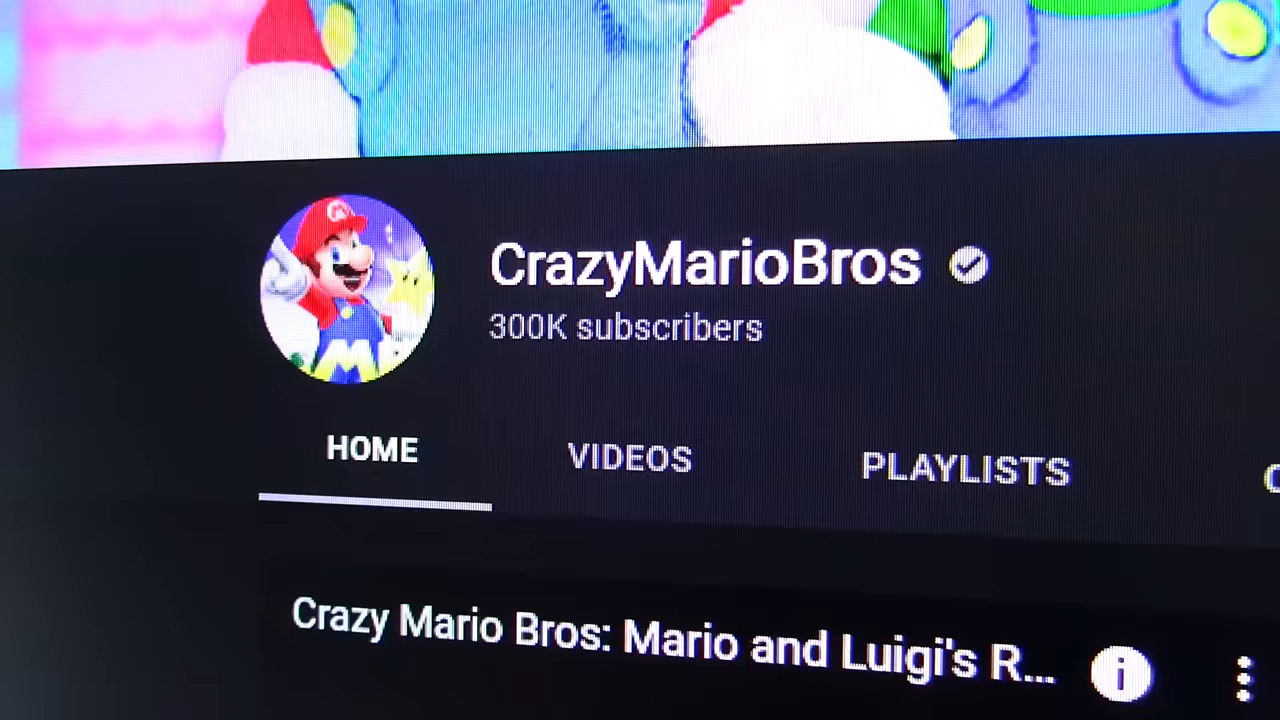 CrazyMarioBros
300K subscribers
HOME VIDEOS PLAYLISTS
Crazy Mario Bros: Mario and Luigi's R...